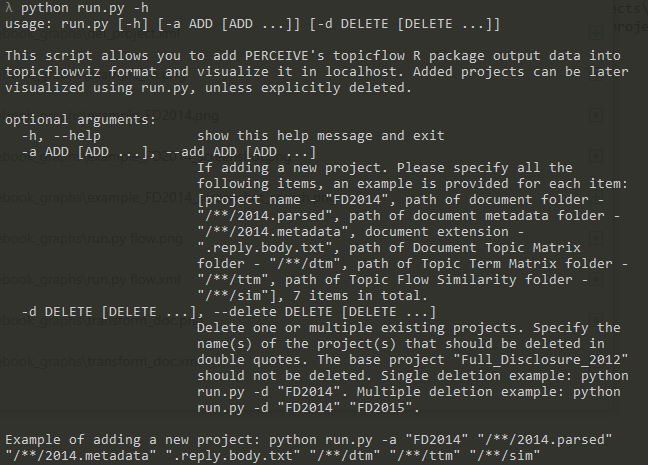 λ python run.py -h
usage: run.py [-h] [-a ADD [ADD ...]] [-d DELETE [DELETE ...]]
This script allows you to add PERCEIVE's topicflow R package output data into
topicflowviz format and visualize it in localhost. Added projects can be later
visualized using run.py, unless explicitly deleted.
optional arguments:
-h, --help show this help message and exit
-a ADD [ADD ...], --add ADD [ADD ...]
If adding a new project. Please specify all the
following items, an example is provided for each item:
[project name - "FD2014", path of document folder -
"/**/2014.parsed", path of document metadata folder -
"/**/2014.metadata", document extension -
".reply.body.txt", path of Document Topic Matrix
folder - "/**/dtm", path of Topic Term Matrix folder -
"/**/ttm", path of Topic Flow Similarity folder -
"/**/sim"], 7 items in total.
-d DELETE [DELETE ...], --delete DELETE [DELETE ...]
Delete one or multiple existing projects. Specify the
name(s) of the project(s) that should be deleted in
double quotes. The base project "Full_Disclosure_2012"
should not be deleted. Single deletion example: python
run.py -d "FD2014". Multiple deletion example: python
run.py -d "FD2014" "FD2015".
Example of adding a new project: python run.py -a "FD2014" "/**/2014.parsed"
"/**/2014.metadata" ".reply.body.txt" "/**/dtm" "/**/ttm" "/**/sim"